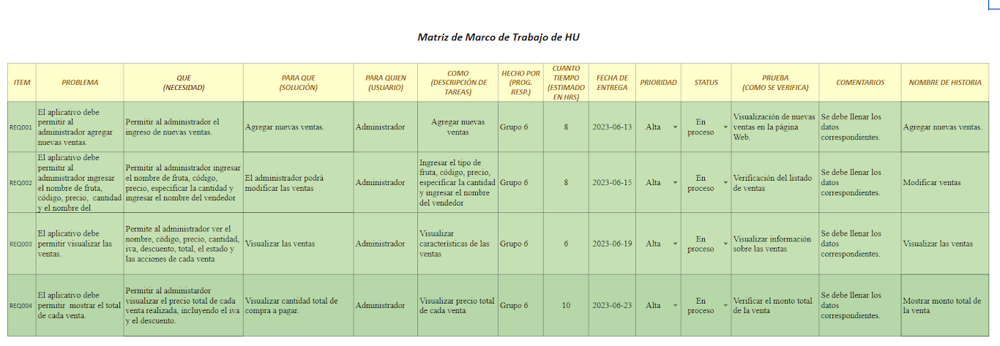 Matriz de Marco de Trabajo de HU
ITEM
PROBLEMA
QUE
(NECESIDAD)
PARA QUE
(SOLUCIÓN)
PARA QUIEN
(USUARIO)
COMO
(DESCRIPCIÓN DE
TAREAS)
HECHO POR
(PROG.
RESP.)
CUANTO
TIEMPO
(ESTIMADO
EN HRS)
FECHA DE
ENTREGA
PRIORIDAD
STATUS
PRUEBA
(COMO SE VERIFICA)
COMENTARIOS
NOMBRE DE HISTORIA
REQ001
El aplicativo debe
permitir al
administrador agregar
nuevas ventas.
Permitir al administrador el
ingreso de nuevas ventas.
Agregar nuevas ventas.
Administrador
Agregar nuevas
ventas
Grupo 6
8
2023-06-13
Alta
En
proceso
Visualización de nuevas
ventas en la página
Web.
Se debe llenar los
datos
correspondientes.
Agregar nuevas ventas.
REQ002
El aplicativo debe
permitir al
administrador ingresar
el nombre de fruta,
código, precio, cantidad
y el nombre del
Permitir al administrador ingresar
el nombre de fruta, código,
precio, especificar la cantidad y
ingresar el nombre del vendedor
El administrador podrá
modificar las ventas
Administrador
Ingresar el tipo de
fruta, código, precio,
especificar la cantidad
y ingresar el nombre
del vendedor
Grupo 6
8
2023-06-15
Alta
En
proceso
Verificación del listado
de ventas
Se debe llenar los
datos
correspondientes.
Modificar ventas
REQ003
El aplicativo debe
permitir visualizar las
ventas.
Permite al administrador ver el
nombre, código, precio, cantidad,
iva, descuento, total, el estado y
las acciones de cada venta
Visualizar las ventas
Administrador
Visualizar
características de las
ventas
Grupo 6
6
2023-06-19
Alta
En
proceso
Visualizar información
sobre las ventas
Se debe llenar los
datos
correspondientes.
Visualizar las ventas
REQ004
El aplicativo debe
permitir mostrar el total
de cada venta.
Permitir al administardor
visualizar el precio total de cada
venta realizada, incluyendo el iva
y el descuento.
Visualizar cantidad total de
compra a pagar.
Administrador
Visualizar precio total
de cada venta
Grupo 6
10
2023-06-23
Alta
En
proceso
Verificar el monto total
de la venta
Se debe llenar los
datos
correspondientes.
Mostrar monto total de
la venta